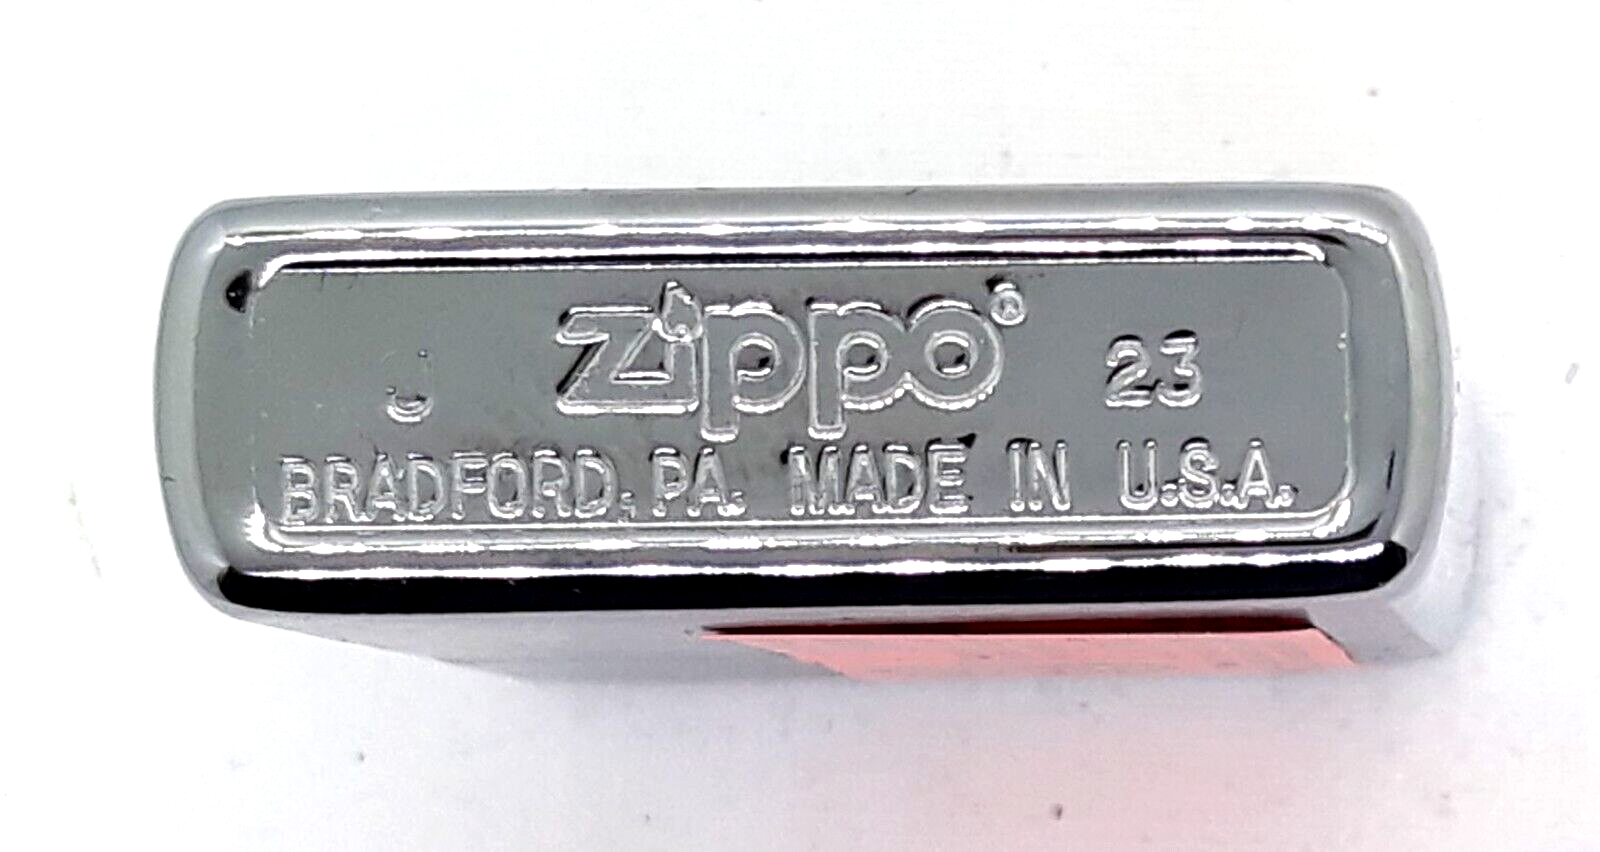 J zippo® 23
BRADFORD, PA. MADE IN U.S.A.